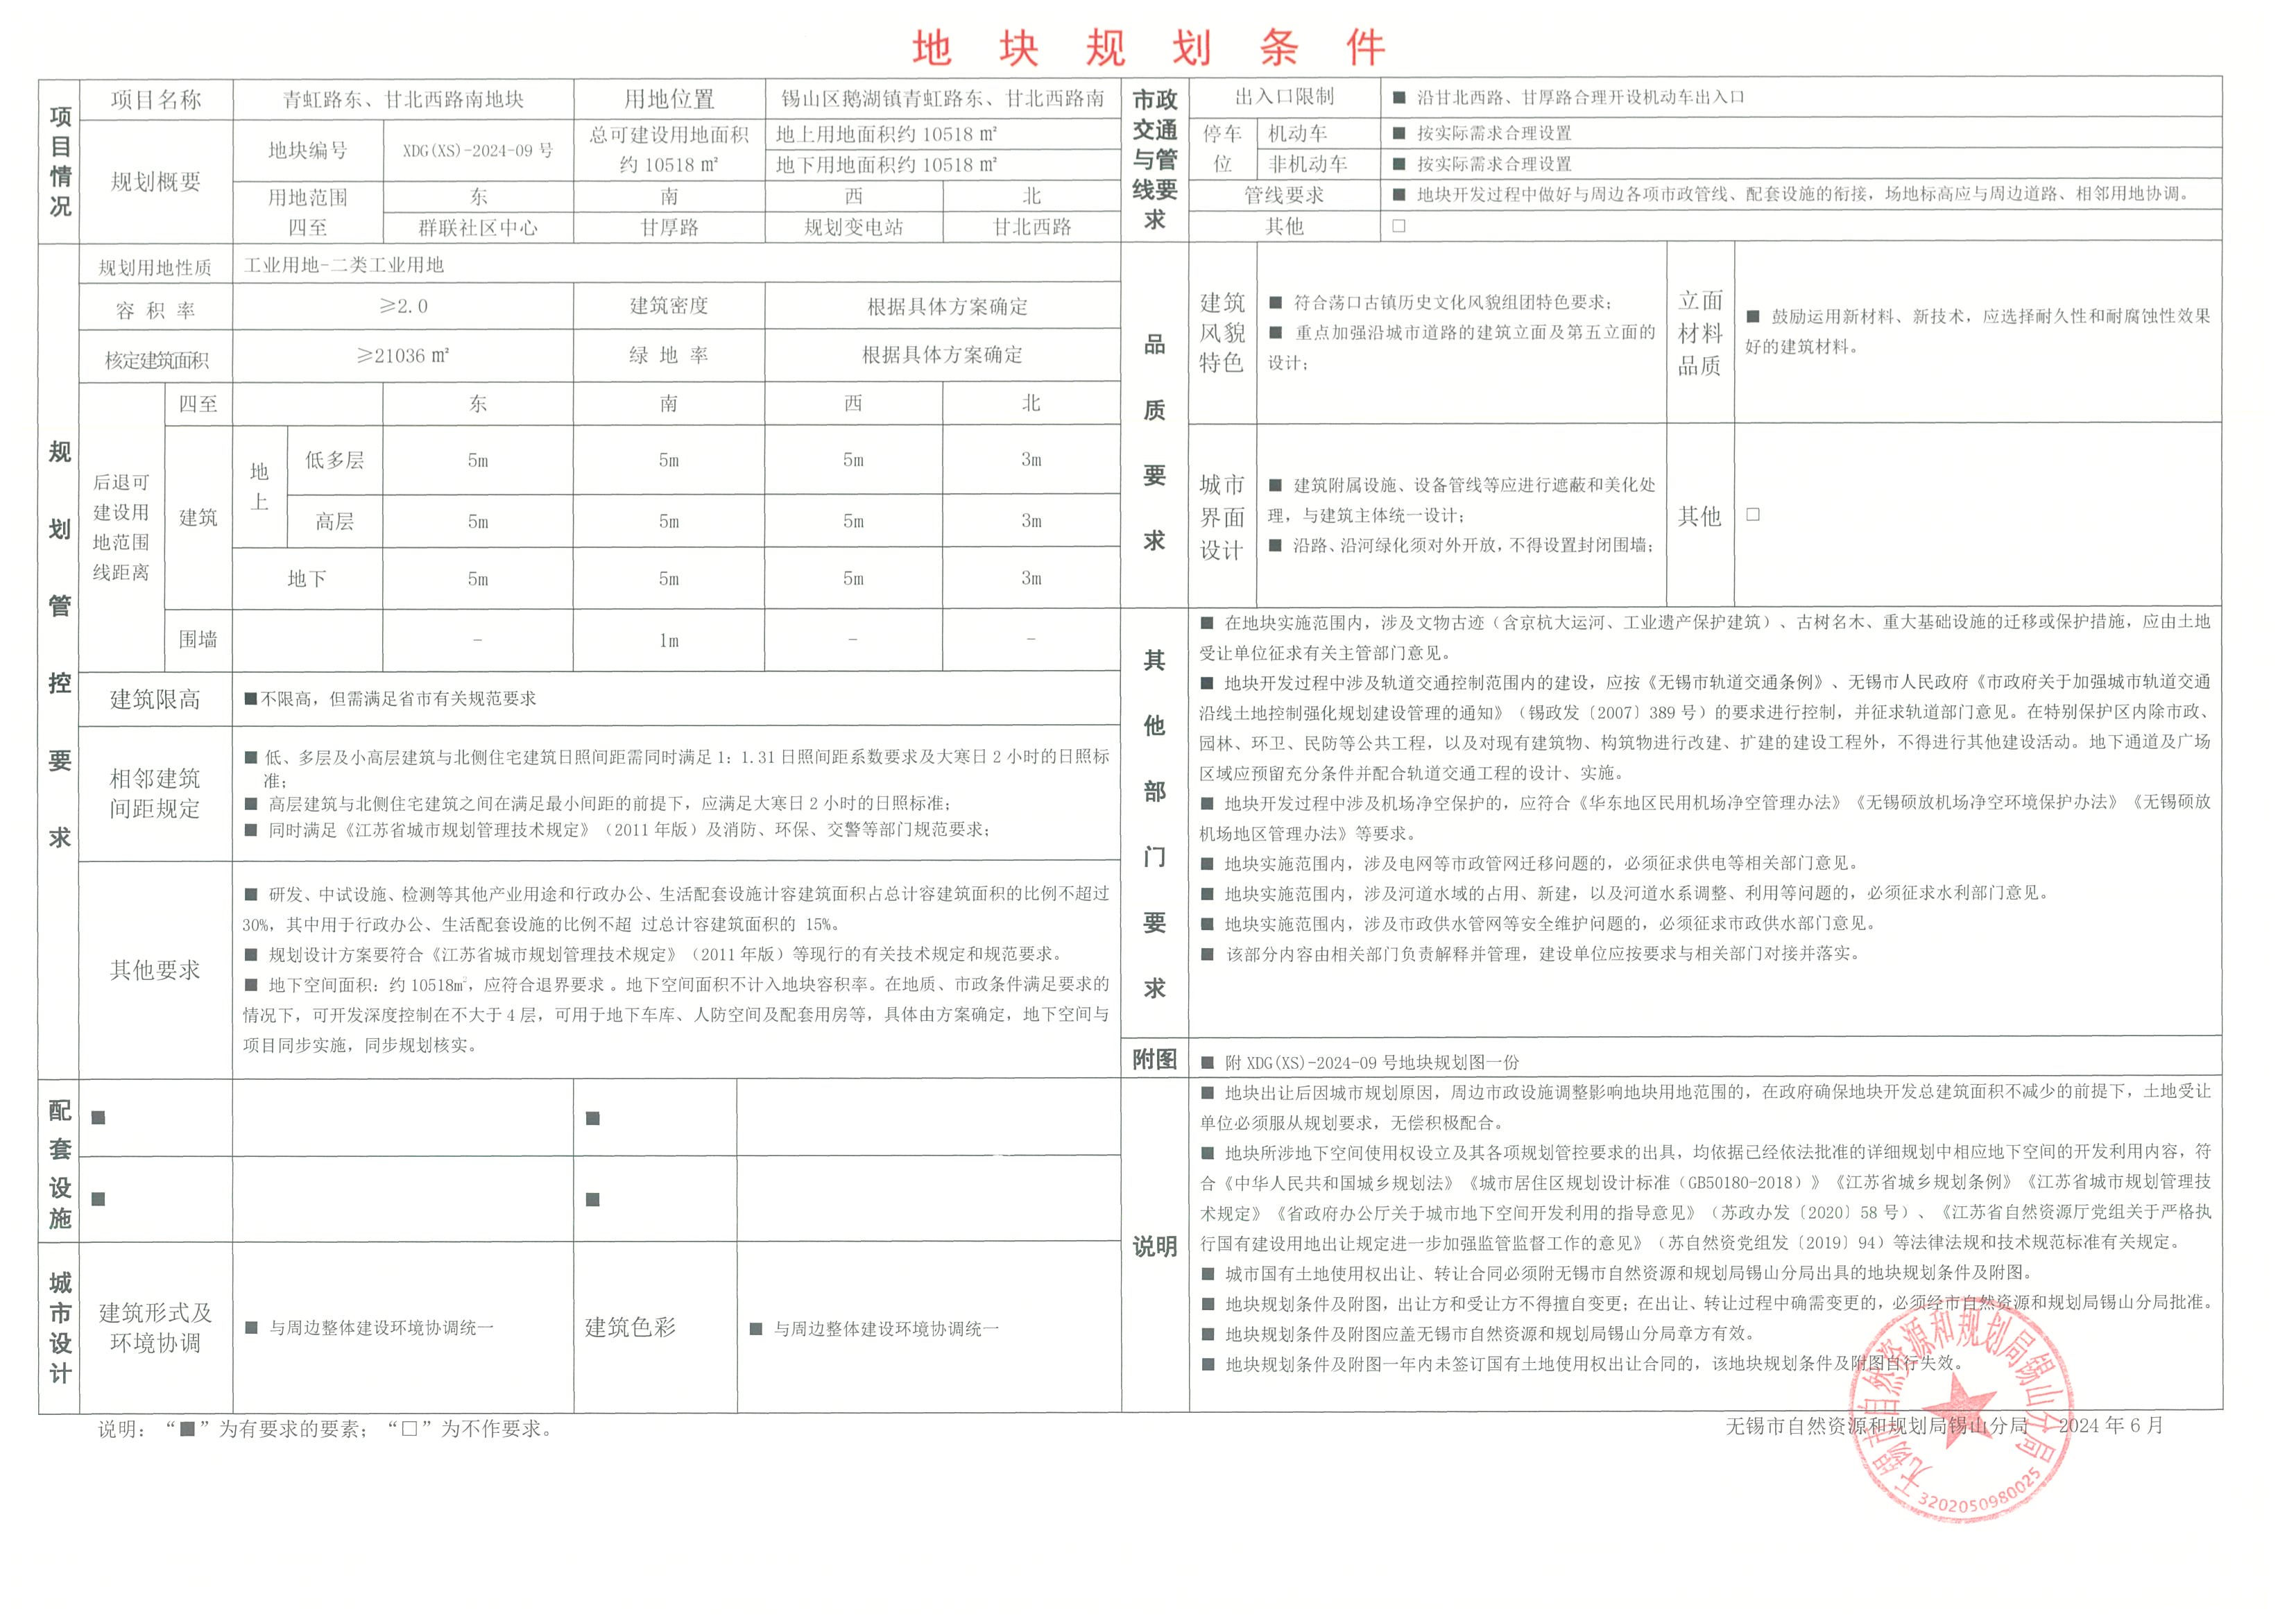 地块规划条件
项目情况
项目名称
青虹路东、甘北西路南地块
用地位置
锡山区鹅湖镇青虹路东、甘北西路南
规划概要
地块编号
XDG(XS)-2024-09 号
总可建设用地面积
约 10518 ㎡
地上用地面积约 10518 ㎡
地下用地面积约 10518 ㎡
用地范围
四至
东
南
西
北
群联社区中心
甘厚路
规划变电站
甘北西路
规划管控要求
规划用地性质
工业用地-二类工业用地
容 积 率
≥2.0
建筑密度
根据具体方案确定
核定建筑面积
≥21036 ㎡
绿 地 率
根据具体方案确定
后退可
建设用
地范围
线距离
四至
东
南
西
北
建筑
地上
低多层
5m
5m
5m
3m
高层
5m
5m
5m
3m
地下
5m
5m
5m
3m
围墙
-
1m
-
-
建筑限高
■不限高，但需满足省市有关规范要求
相邻建筑
间距规定
■ 低、多层及小高层建筑与北侧住宅建筑日照间距需同时满足 1：1.31 日照间距系数要求及大寒日 2 小时的日照标
准；
■ 高层建筑与北侧住宅建筑之间在满足最小间距的前提下，应满足大寒日 2 小时的日照标准；
■ 同时满足《江苏省城市规划管理技术规定》（2011 年版）及消防、环保、交警等部门规范要求；
其他要求
■ 研发、中试设施、检测等其他产业用途和行政办公、生活配套设施计容建筑面积占总计容建筑面积的比例不超过
30%，其中用于行政办公、生活配套设施的比例不超 过总计容建筑面积的 15%。
■ 规划设计方案要符合《江苏省城市规划管理技术规定》（2011 年版）等现行的有关技术规定和规范要求。
■ 地下空间面积：约 10518㎡，应符合退界要求 。地下空间面积不计入地块容积率。在地质、市政条件满足要求的
情况下，可开发深度控制在不大于 4 层，可用于地下车库、人防空间及配套用房等，具体由方案确定，地下空间与
项目同步实施，同步规划核实。
配套设施
■
■
■
■
城市设计
建筑形式及
环境协调
■ 与周边整体建设环境协调统一
建筑色彩
■ 与周边整体建设环境协调统一
市政
交通
与管
线要
求
出入口限制
■ 沿甘北西路、甘厚路合理开设机动车出入口
停车
位
机动车
■ 按实际需求合理设置
非机动车
■ 按实际需求合理设置
管线要求
■ 地块开发过程中做好与周边各项市政管线、配套设施的衔接，场地标高应与周边道路、相邻用地协调。
其他
□
品质要求
建筑
风貌
特色
■ 符合荡口古镇历史文化风貌组团特色要求；
■ 重点加强沿城市道路的建筑立面及第五立面的
设计；
立面
材料
品质
■ 鼓励运用新材料、新技术，应选择耐久性和耐腐蚀性效果
好的建筑材料。
城市
界面
设计
■ 建筑附属设施、设备管线等应进行遮蔽和美化处
理，与建筑主体统一设计；
■ 沿路、沿河绿化须对外开放，不得设置封闭围墙；
其他
□
其他部门要求
■ 在地块实施范围内，涉及文物古迹（含京杭大运河、工业遗产保护建筑）、古树名木、重大基础设施的迁移或保护措施，应由土地
受让单位征求有关主管部门意见。
■ 地块开发过程中涉及轨道交通控制范围内的建设，应按《无锡市轨道交通条例》、无锡市人民政府《市政府关于加强城市轨道交通
沿线土地控制强化规划建设管理的通知》（锡政发〔2007〕389 号）的要求进行控制，并征求轨道部门意见。在特别保护区内除市政、
园林、环卫、民防等公共工程，以及对现有建筑物、构筑物进行改建、扩建的建设工程外，不得进行其他建设活动。地下通道及广场
区域应预留充分条件并配合轨道交通工程的设计、实施。
■ 地块开发过程中涉及机场净空保护的，应符合《华东地区民用机场净空管理办法》《无锡硕放机场净空环境保护办法》《无锡硕放
机场地区管理办法》等要求。
■ 地块实施范围内，涉及电网等市政管网迁移问题的，必须征求供电等相关部门意见。
■ 地块实施范围内，涉及河道水域的占用、新建，以及河道水系调整、利用等问题的，必须征求水利部门意见。
■ 地块实施范围内，涉及市政供水管网等安全维护问题的，必须征求市政供水部门意见。
■ 该部分内容由相关部门负责解释并管理，建设单位应按要求与相关部门对接并落实。
附图
■ 附 XDG(XS)-2024-09 号地块规划图一份
说明
■ 地块出让后因城市规划原因，周边市政设施调整影响地块用地范围的，在政府确保地块开发总建筑面积不减少的前提下，土地受让
单位必须服从规划要求，无偿积极配合。
■ 地块所涉地下空间使用权设立及其各项规划管控要求的出具，均依据已经依法批准的详细规划中相应地下空间的开发利用内容，符
合《中华人民共和国城乡规划法》《城市居住区规划设计标准（GB50180-2018）》《江苏省城乡规划条例》《江苏省城市规划管理技
术规定》《省政府办公厅关于城市地下空间开发利用的指导意见》（苏政办发〔2020〕58 号）、《江苏省自然资源厅党组关于严格执
行国有建设用地出让规定进一步加强监管监督工作的意见》（苏自然资党组发〔2019〕94）等法律法规和技术规范标准有关规定。
■ 城市国有土地使用权出让、转让合同必须附无锡市自然资源和规划局锡山分局出具的地块规划条件及附图。
■ 地块规划条件及附图，出让方和受让方不得擅自变更；在出让、转让过程中确需变更的，必须经市自然资源和规划局锡山分局批准。
■ 地块规划条件及附图应盖无锡市自然资源和规划局锡山分局章方有效。
■ 地块规划条件及附图一年内未签订国有土地使用权出让合同的，该地块规划条件及附图自行失效。
说明：“■”为有要求的要素；“□”为不作要求。
无锡市自然资源和规划局锡山分局 2024 年 6 月
无锡市自然资源和规划局锡山分局
3202050980025